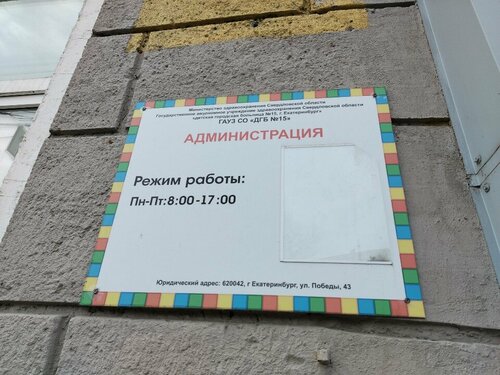 Министерство здравоохранения Свердловской области
Государственное автономное учреждение здравоохранения Свердловской области
«Детская городская больница №15, г. Екатеринбург»
ГАУЗ СО «ДГБ №15»
АДМИНИСТРАЦИЯ
Режим работы:
Пн-Пт:8:00-17:00
Юридический адрес: 620042, г Екатеринбург, ул. Победы, 43